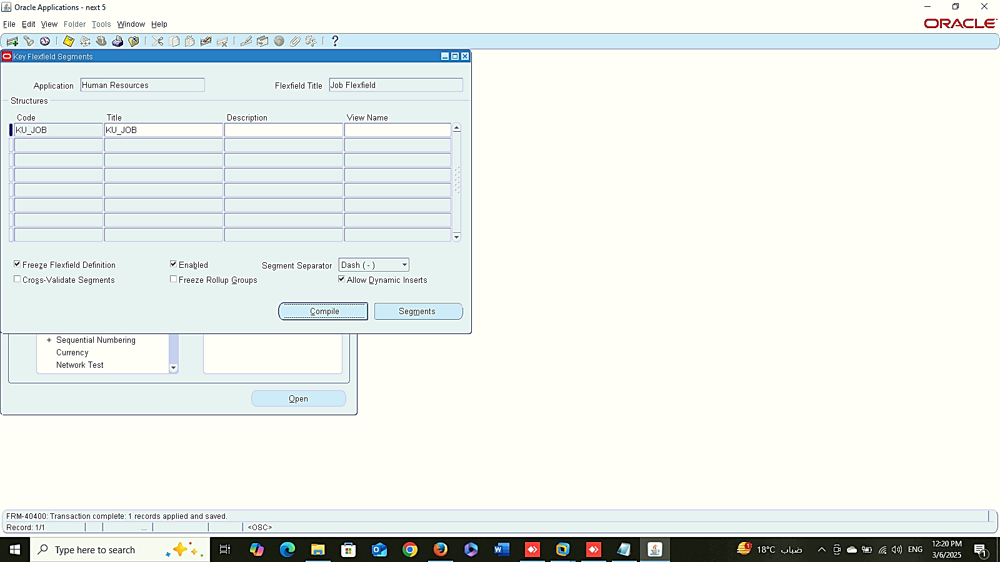 Oracle Applications - next 5
File Edit View Folder Tools Window Help
ORACLE
Key Flexfield Segments
Application Human Resources Flexfield Title Job Flexfield
Structures
Code Title Description View Name
KU_JOB KU_JOB
Freeze Flexfield Definition Enabled Segment Separator Dash ( - )
Cross-Validate Segments Freeze Rollup Groups Allow Dynamic Inserts
Compile Segments
+ Sequential Numbering
Currency
Network Test
Open
FRM-40400: Transaction complete: 1 records applied and saved.
Record: 1/1 ... <OSC>
Type here to search 1 18°C ضباب ENG 12:20 PM
3/6/2025 1